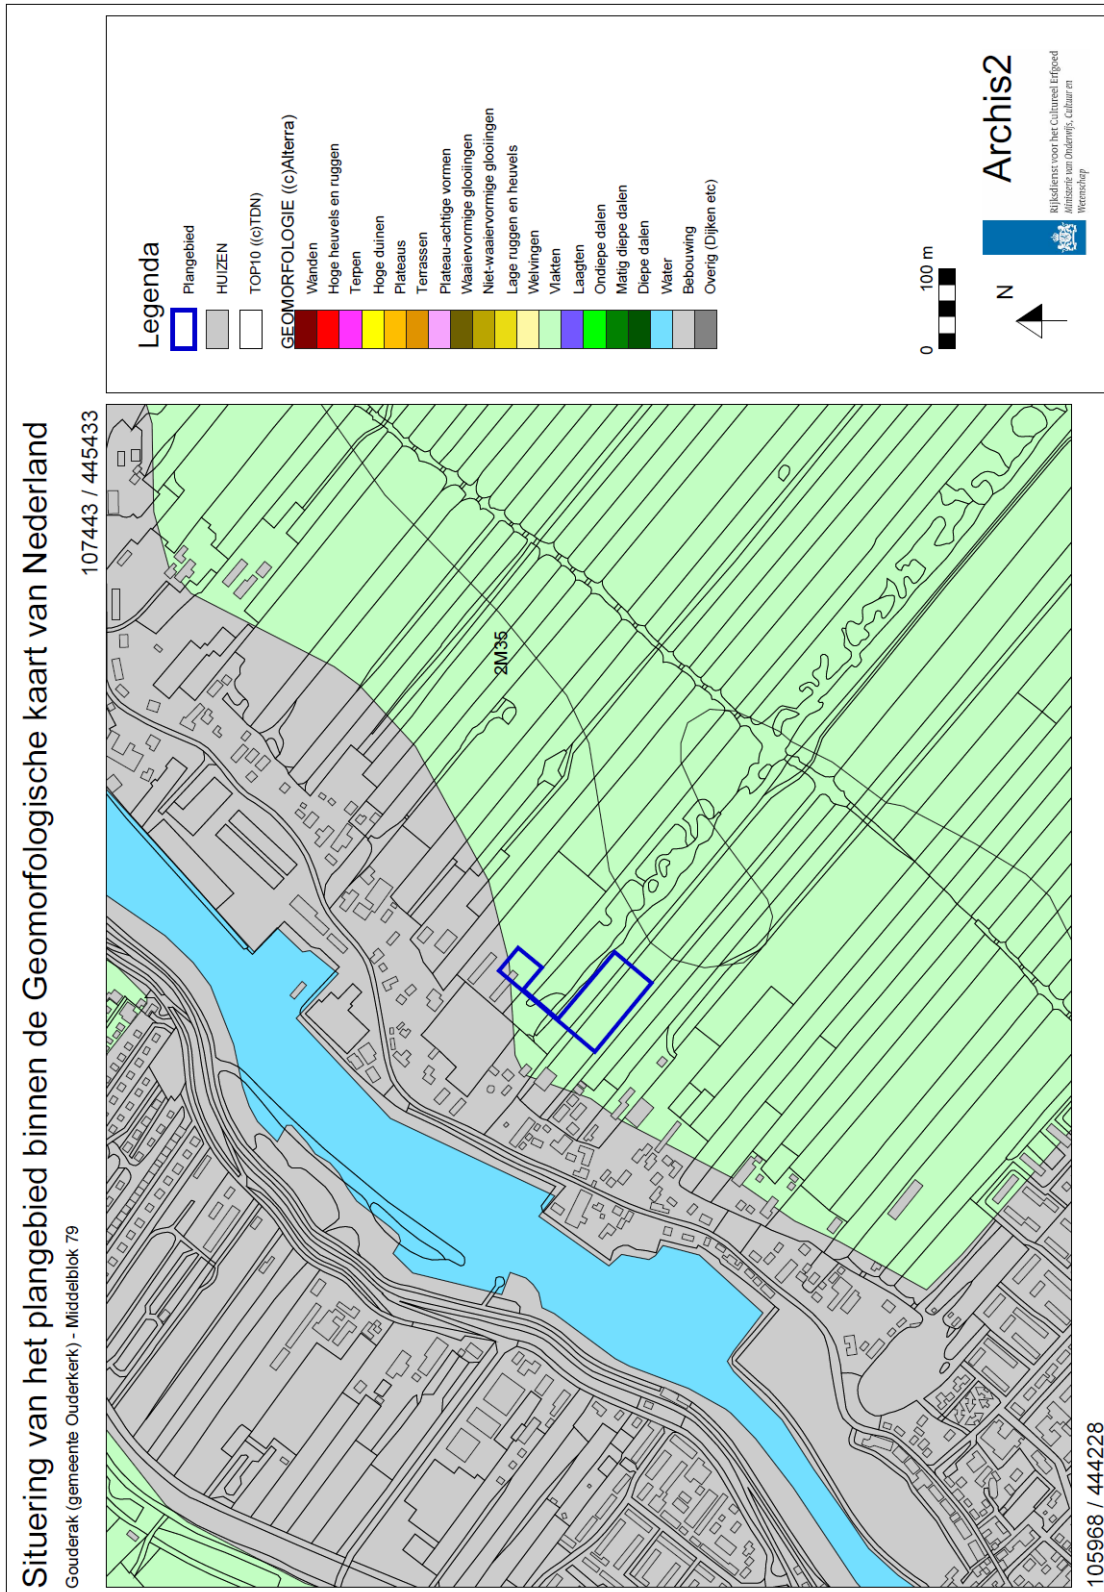 Situering van het plangebied binnen de Geomorfologische kaart van Nederland
Gouderak (gemeente Ouderkerk) - Middelblok 79
107443 / 445433
2M35
105968 / 444228
Legenda
Plangebied
HUIZEN
TOP10 ((c)TDN)
GEOMORFOLOGIE ((c)Alterra)
Wanden
Hoge heuvels en ruggen
Terpen
Hoge duinen
Plateaus
Terrassen
Plateau-achtige vormen
Waaiervormige glooiingen
Niet-waaiervormige glooiingen
Lage ruggen en heuvels
Welvingen
Vlakten
Laagten
Ondiepe dalen
Matig diepe dalen
Diepe dalen
Water
Bebouwing
Overig (Dijken etc)
0 100 m
N
Archis2
Rijksdienst voor het Cultureel Erfgoed
Ministerie van Onderwijs, Cultuur en
Wetenschap